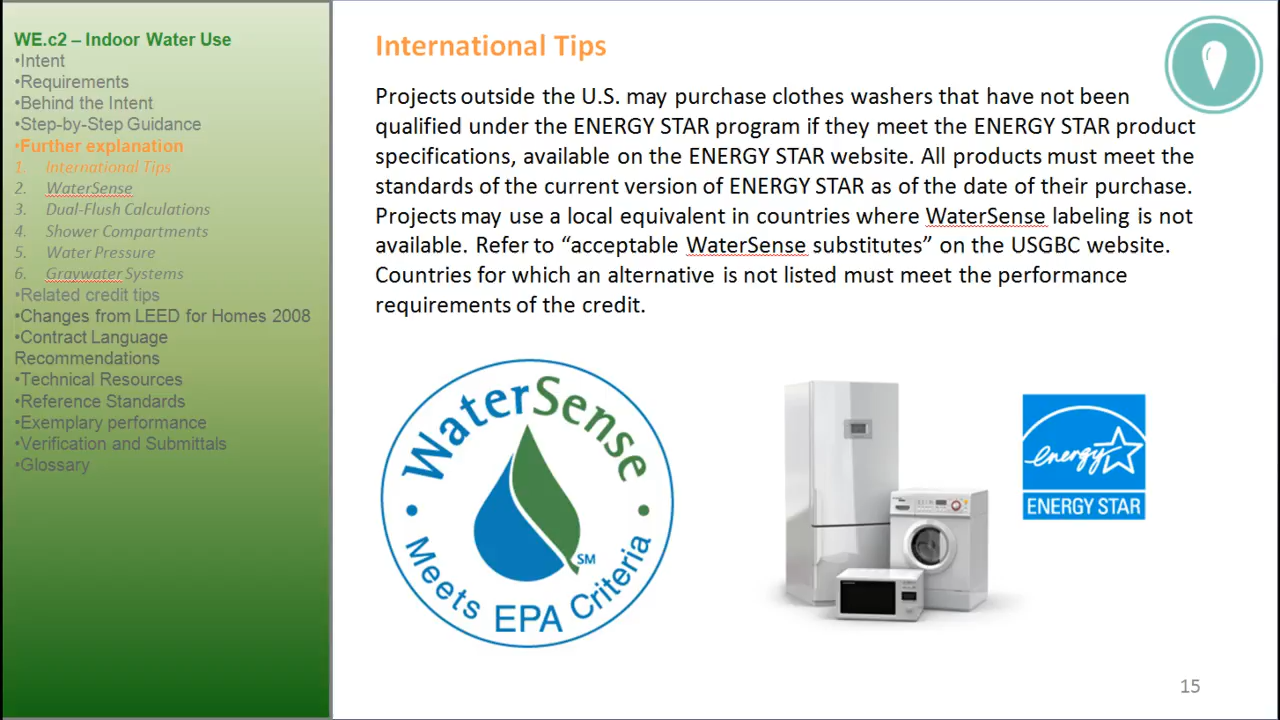 WE.c2 – Indoor Water Use
•Intent
•Requirements
•Behind the Intent
•Step-by-Step Guidance
•Further explanation
1. International Tips
2. WaterSense
3. Dual-Flush Calculations
4. Shower Compartments
5. Water Pressure
6. Graywater Systems
•Related credit tips
•Changes from LEED for Homes 2008
•Contract Language
Recommendations
•Technical Resources
•Reference Standards
•Exemplary performance
•Verification and Submittals
•Glossary
International Tips
Projects outside the U.S. may purchase clothes washers that have not been
qualified under the ENERGY STAR program if they meet the ENERGY STAR product
specifications, available on the ENERGY STAR website. All products must meet the
standards of the current version of ENERGY STAR as of the date of their purchase.
Projects may use a local equivalent in countries where WaterSense labeling is not
available. Refer to “acceptable WaterSense substitutes” on the USGBC website.
Countries for which an alternative is not listed must meet the performance
requirements of the credit.
WaterSense
SM
Meets EPA Criteria
energy
ENERGY STAR
15